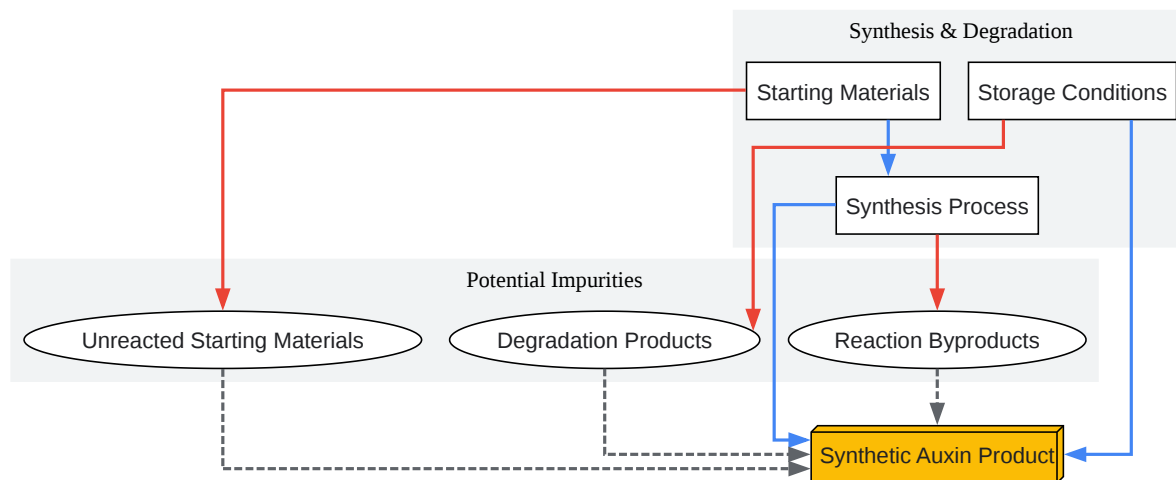 Synthesis & Degradation
Starting Materials
Storage Conditions
Synthesis Process
Potential Impurities
Unreacted Starting Materials
Degradation Products
Reaction Byproducts
Synthetic Auxin Product